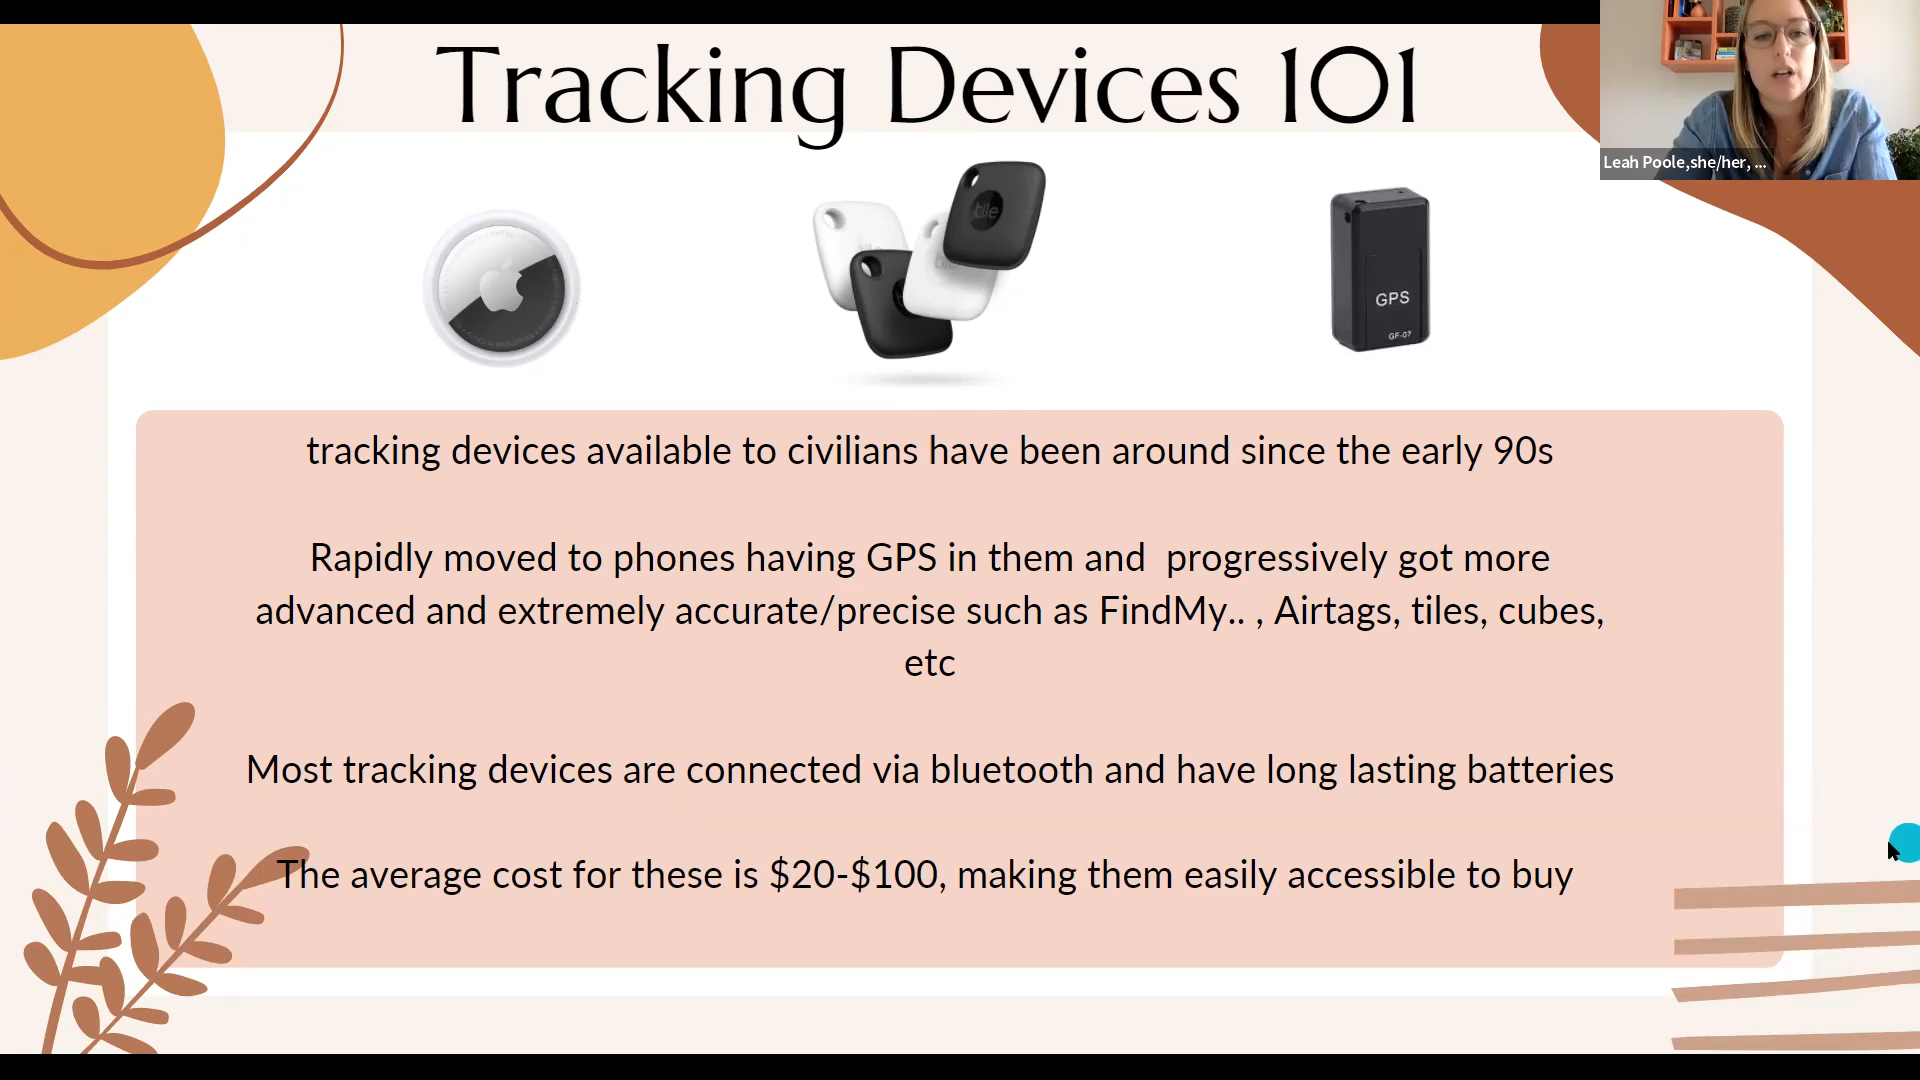 Tracking Devices 101
Leah Poole,she/her, ...
tile
GPS
GF-07
tracking devices available to civilians have been around since the early 90s
Rapidly moved to phones having GPS in them and  progressively got more
advanced and extremely accurate/precise such as FindMy.. , Airtags, tiles, cubes,
etc
Most tracking devices are connected via bluetooth and have long lasting batteries
The average cost for these is $20-$100, making them easily accessible to buy